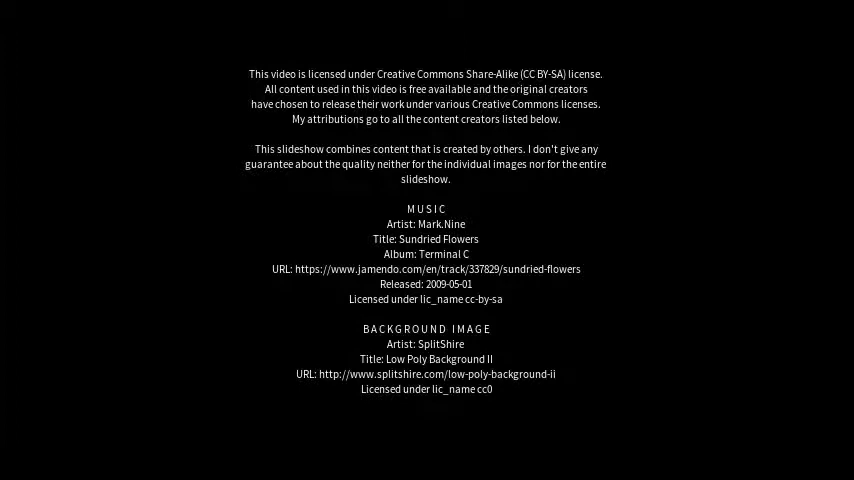 This video is licensed under Creative Commons Share-Alike (CC BY-SA) license.
All content used in this video is free available and the original creators
have chosen to release their work under various Creative Commons licenses.
My attributions go to all the content creators listed below.
This slideshow combines content that is created by others. I don't give any
guarantee about the quality neither for the individual images nor for the entire
slideshow.
MUSIC
Artist: Mark.Nine
Title: Sundried Flowers
Album: Terminal C
URL: https://www.jamendo.com/en/track/337829/sundried-flowers
Released: 2009-05-01
Licensed under lic_name cc-by-sa
BACKGROUND IMAGE
Artist: SplitShire
Title: Low Poly Background II
URL: http://www.splitshire.com/low-poly-background-ii
Licensed under lic_name cc0